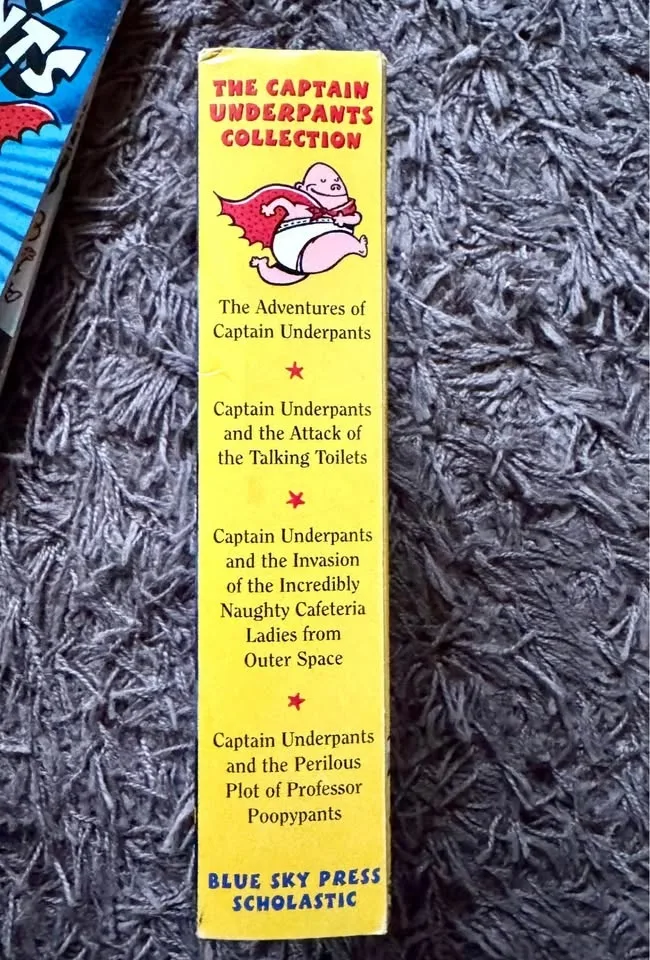 NTS
THE CAPTAIN
UNDERPANTS
COLLECTION
The Adventures of
Captain Underpants
Captain Underpants
and the Attack of
the Talking Toilets
Captain Underpants
and the Invasion
of the Incredibly
Naughty Cafeteria
Ladies from
Outer Space
Captain Underpants
and the Perilous
Plot of Professor
Poopypants
BLUE SKY PRESS
SCHOLASTIC